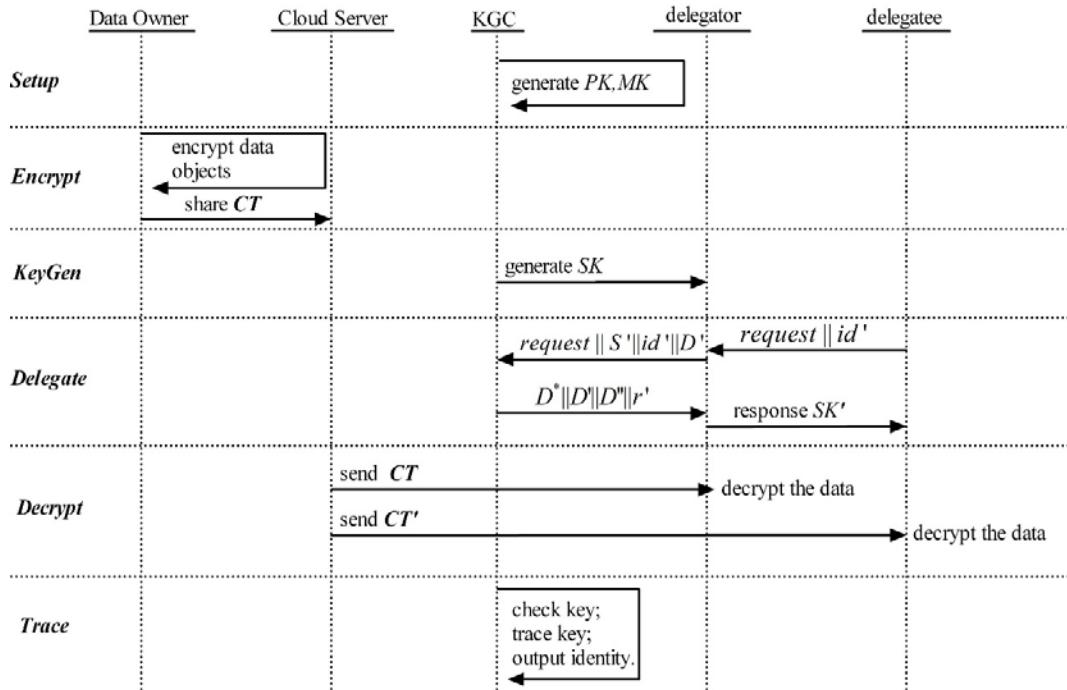 Data Owner
Cloud Server
KGC
delegator
delegatee
Setup
generate PK,MK
encrypt data
objects
Encrypt
share CT
KeyGen
generate SK
request || S'||id'||D'
request || id'
Delegate
D*||D'||D"||r'
response SK'
send CT
decrypt the data
Decrypt
send CT'
decrypt the data
check key;
Trace
trace key;
output identity.